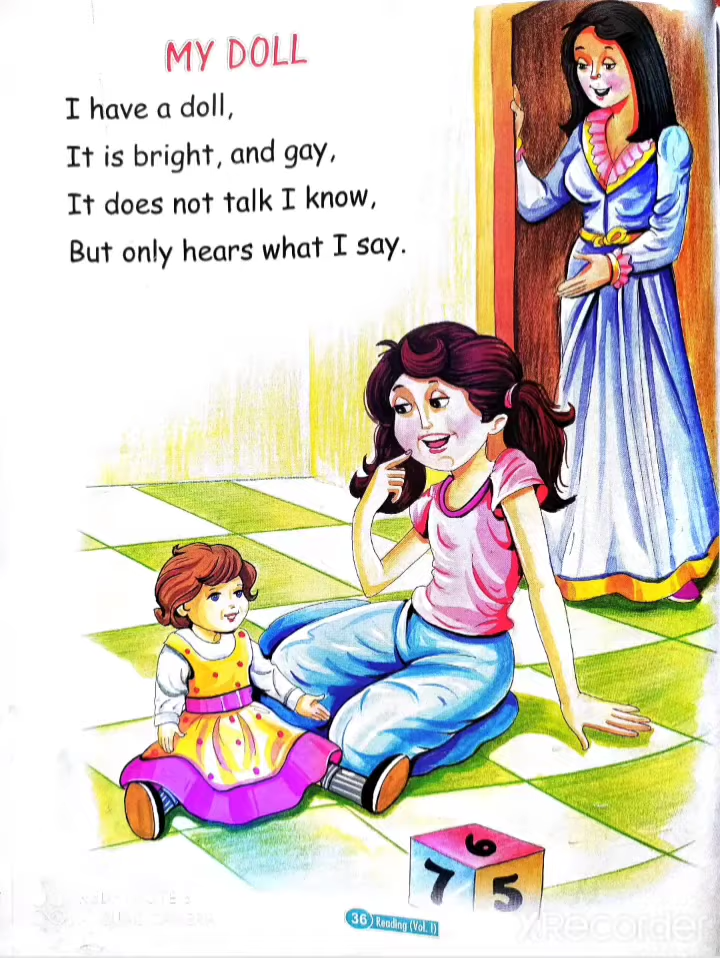 MY DOLL
I have a doll,
It is bright, and gay,
It does not talk I know,
But only hears what I say.
6
7 5
36 Reading (Vol. I)
XRecorder